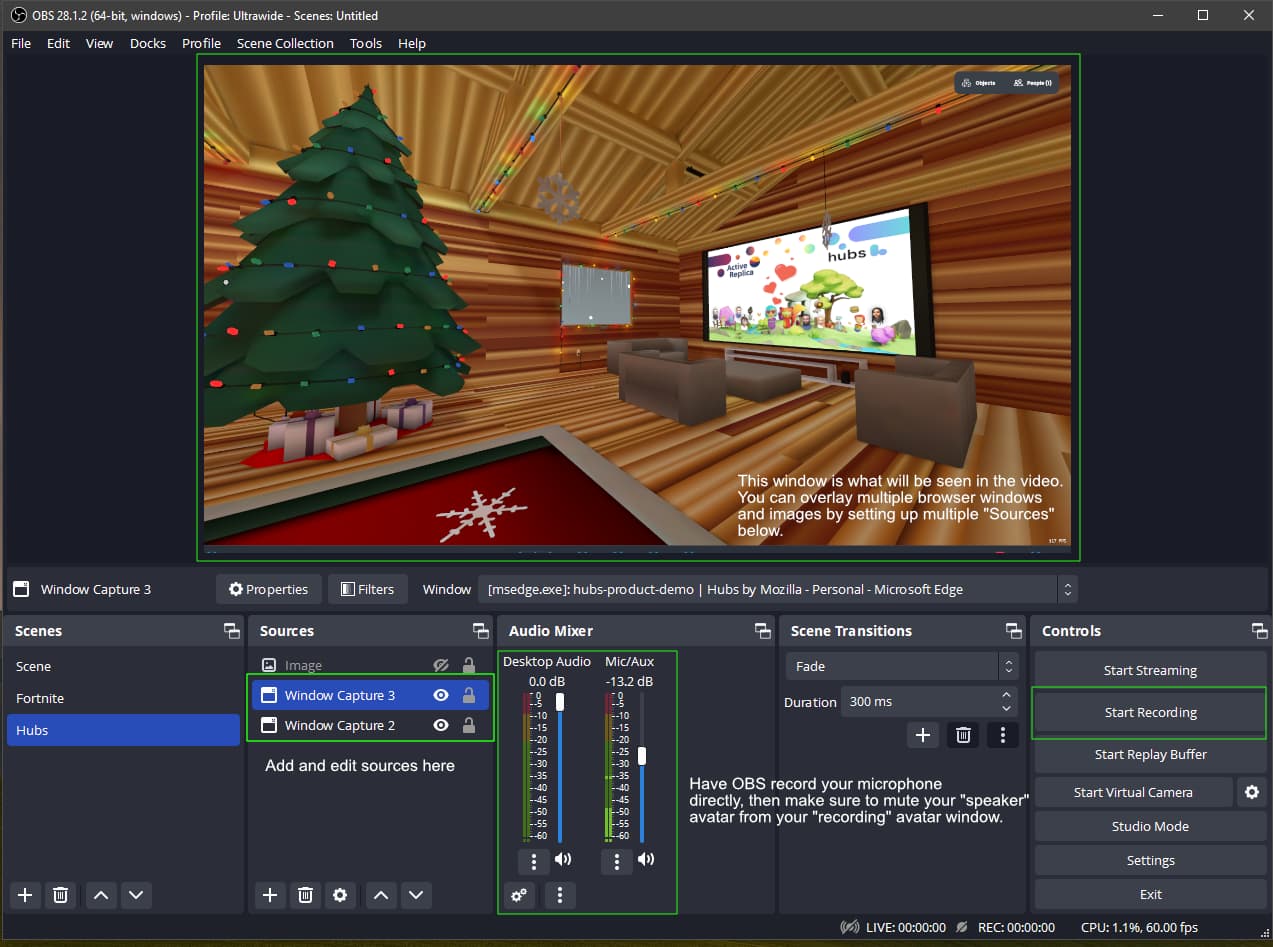 OBS 28.1.2 (64-bit, windows) - Profile: Ultrawide - Scenes: Untitled
File Edit View Docks Profile Scene Collection Tools Help
Objects People (1)
Active
Replica
hubs
This window is what will be seen in the video.
You can overlay multiple browser windows
and images by setting up multiple "Sources"
below.
Window Capture 3 Properties Filters Window [msedge.exe]: hubs-product-demo | Hubs by Mozilla - Personal - Microsoft Edge
Scenes
Scene
Fortnite
Hubs
Sources
Image
Window Capture 3
Window Capture 2
Add and edit sources here
Audio Mixer
Desktop Audio Mic/Aux
0.0 dB -13.2 dB
0 0
-5 -5
-10 -10
-15 -15
-20 -20
-25 -25
-30 -30
-35 -35
-40 -40
-45 -45
-50 -50
-55 -55
-60 -60
Have OBS record your microphone
directly, then make sure to mute your "speaker"
avatar from your "recording" avatar window.
Scene Transitions
Fade
Duration 300 ms
Controls
Start Streaming
Start Recording
Start Replay Buffer
Start Virtual Camera
Studio Mode
Settings
Exit
LIVE: 00:00:00 REC: 00:00:00 CPU: 1.1%, 60.00 fps